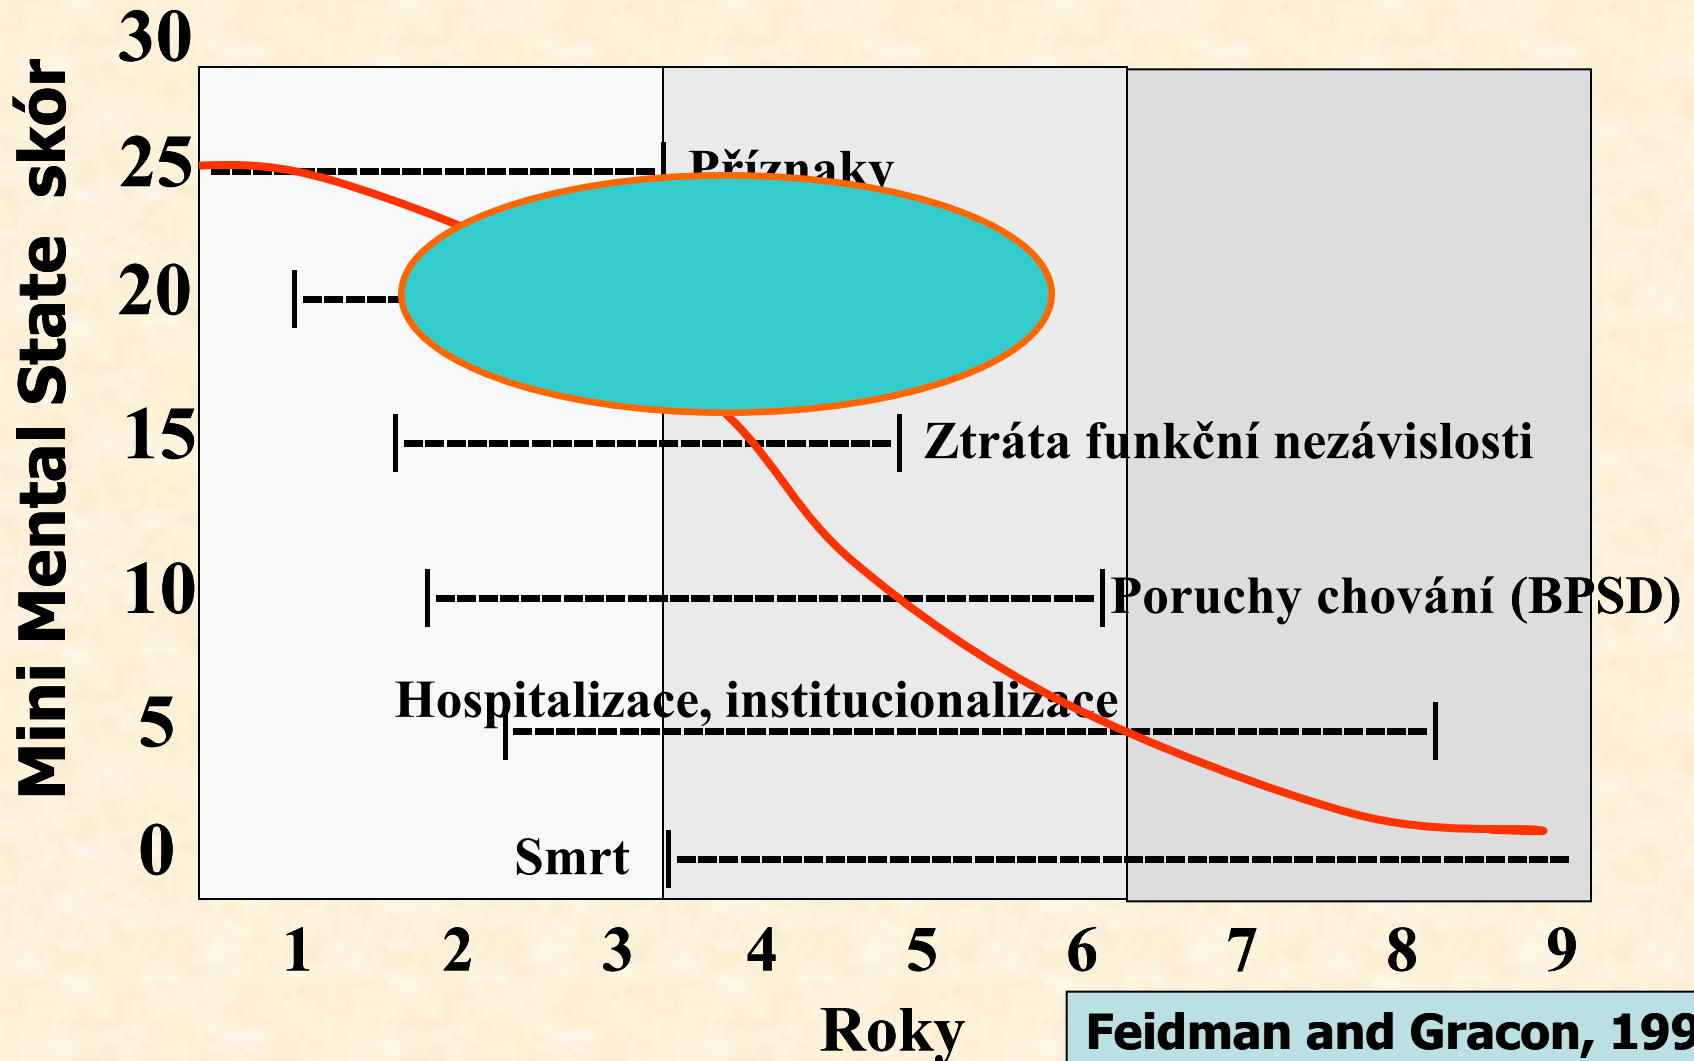 Mini Mental State skór
30
25
20
15
10
5
0
Příznaky
Ztráta funkční nezávislosti
Poruchy chování (BPSD)
Hospitalizace, institucionalizace
Smrt
1 2 3 4 5 6 7 8 9
Roky
Feidman and Gracon, 199